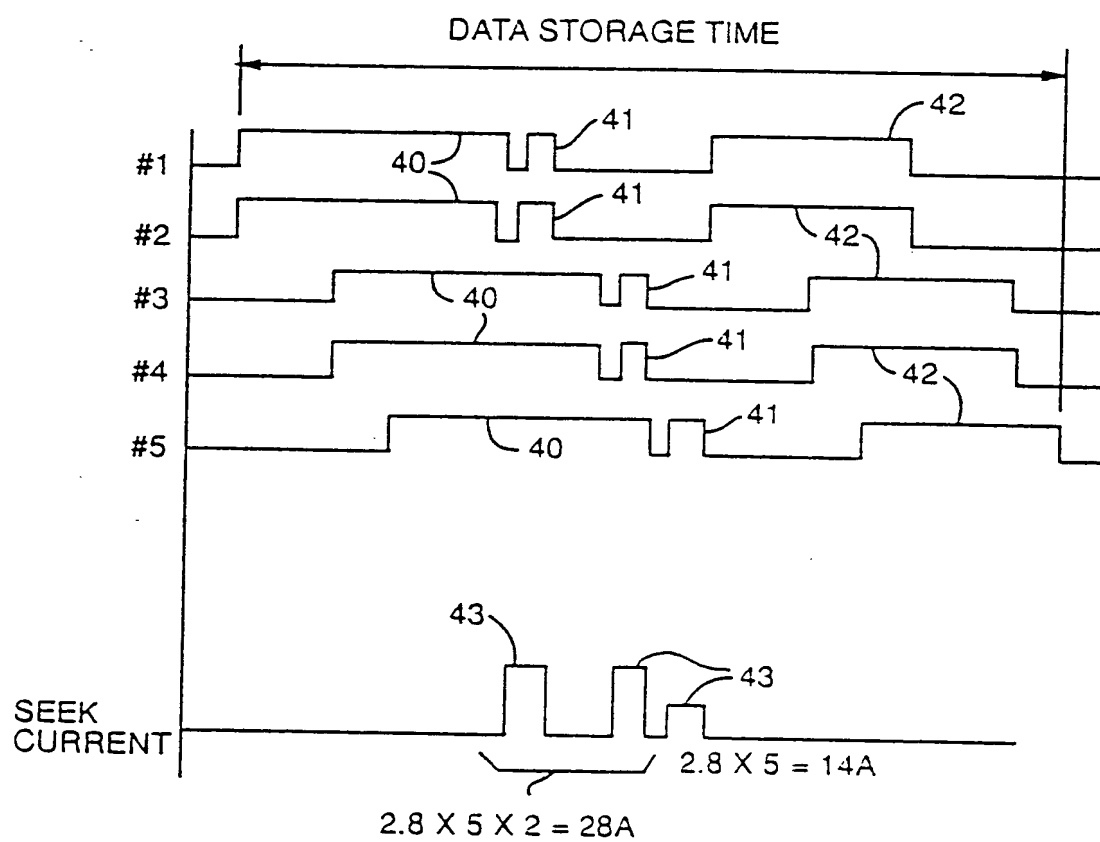 DATA STORAGE TIME
#1 40 41 42
#2 41 42
#3 40 41
#4 41 42
#5 40 41
43
43
SEEK
CURRENT
2.8 X 5 = 14A
2.8 X 5 X 2 = 28A